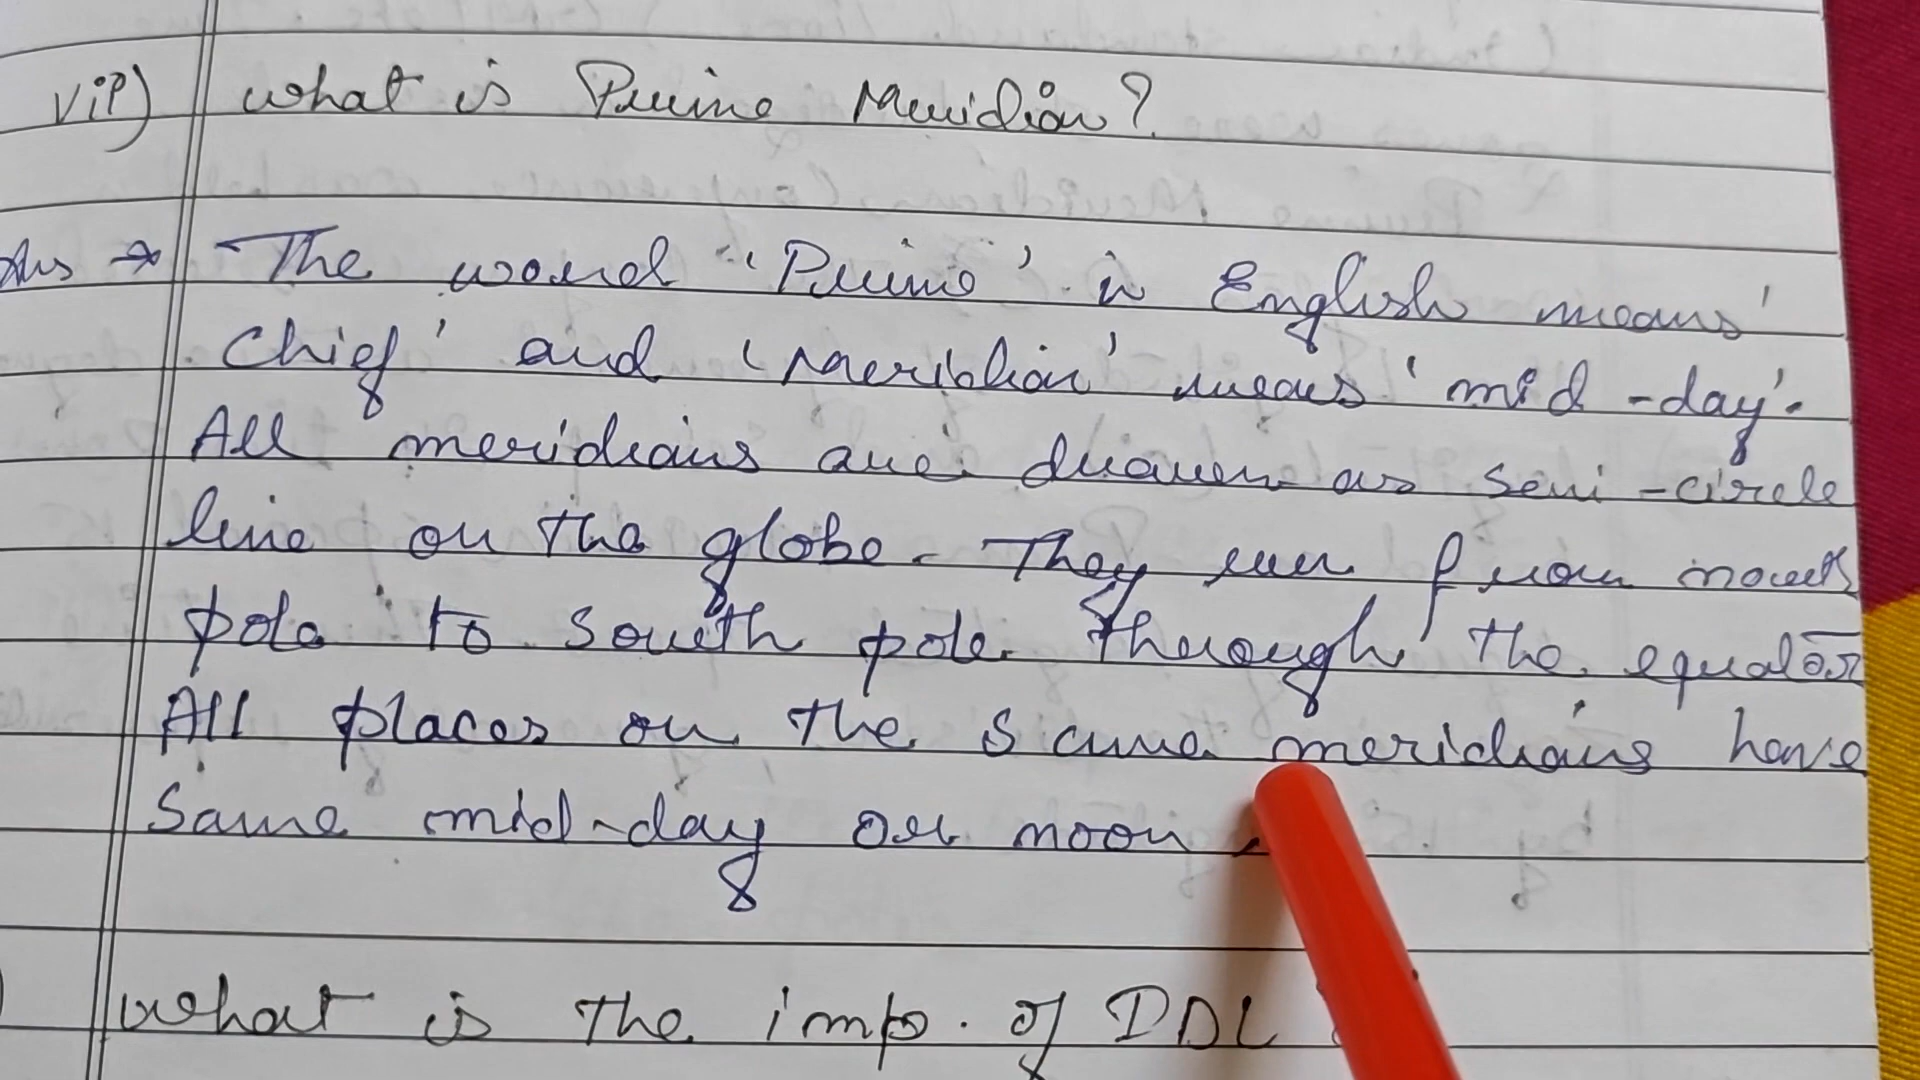 vii) what is Prime Meridian?
Ans → The word 'Prime' in English means '
Chief' and 'Meridian' means 'mid-day'.
All meridians are drawn as semi-circle
line on the globe. They run from north
pole to south pole through the equator
All places on the same meridians have
same mid-day or noon.
what is the imp. of IDL